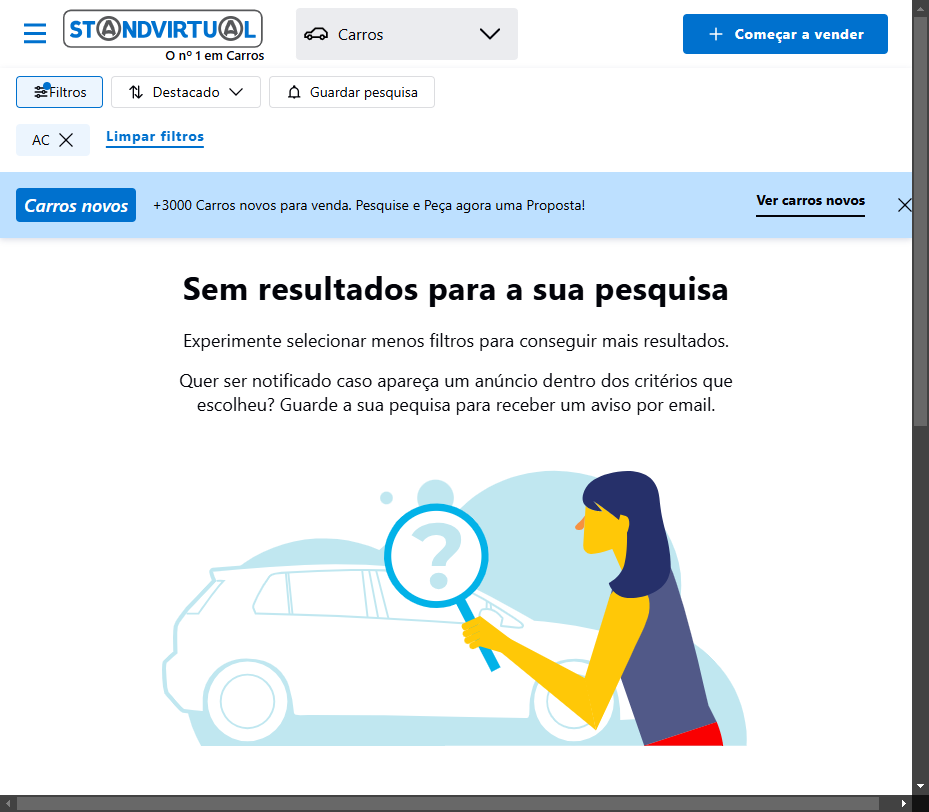 STANDVIRTUAL
O nº 1 em Carros
Carros
Começar a vender
Filtros
Destacado
Guardar pesquisa
AC
Limpar filtros
Carros novos
+3000 Carros novos para venda. Pesquise e Peça agora uma Proposta!
Ver carros novos
Sem resultados para a sua pesquisa
Experimente selecionar menos filtros para conseguir mais resultados.
Quer ser notificado caso apareça um anúncio dentro dos critérios que
escolheu? Guarde a sua pequisa para receber um aviso por email.
?